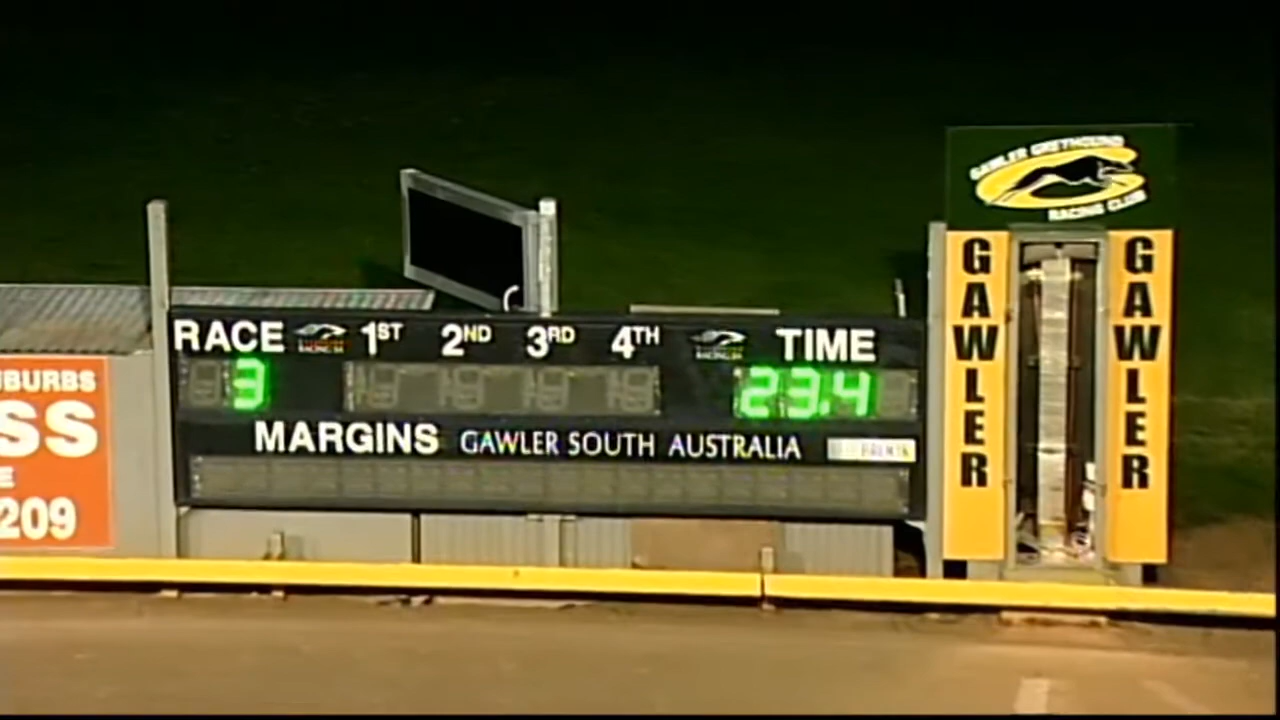 GAWLER GREYHOUND
RACING CLUB
GAWLER
GAWLER
RACE 1ST 2ND 3RD 4TH TIME
3 23.4
MARGINS GAWLER SOUTH AUSTRALIA
BURBS
SS
E
209